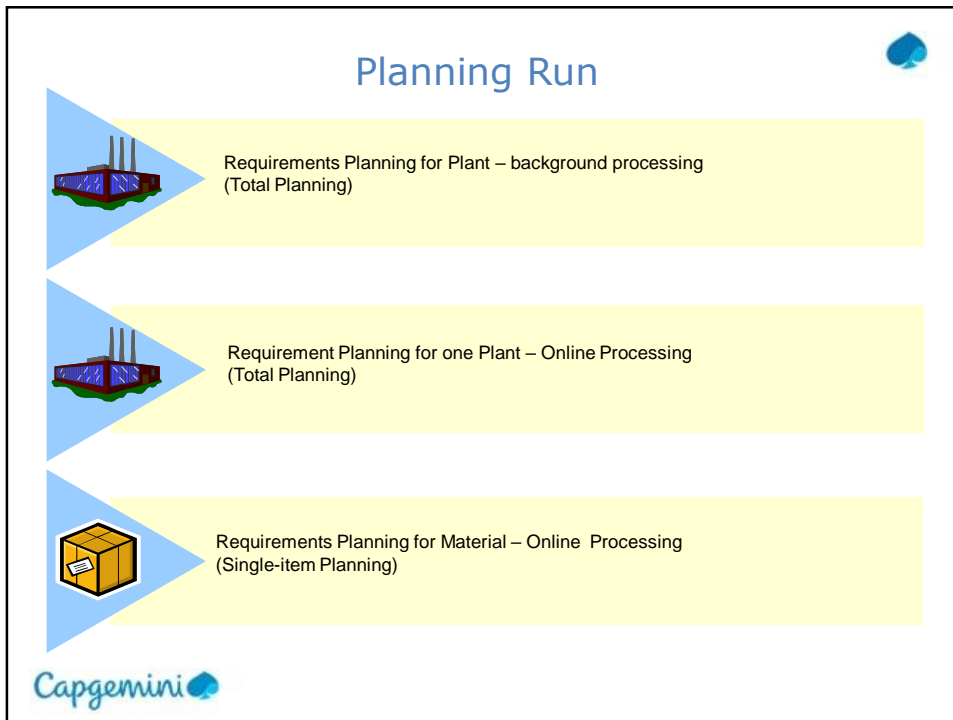 Planning Run
Requirements Planning for Plant – background processing
(Total Planning)
Requirement Planning for one Plant – Online Processing
(Total Planning)
Requirements Planning for Material – Online  Processing
(Single-item Planning)
Capgemini